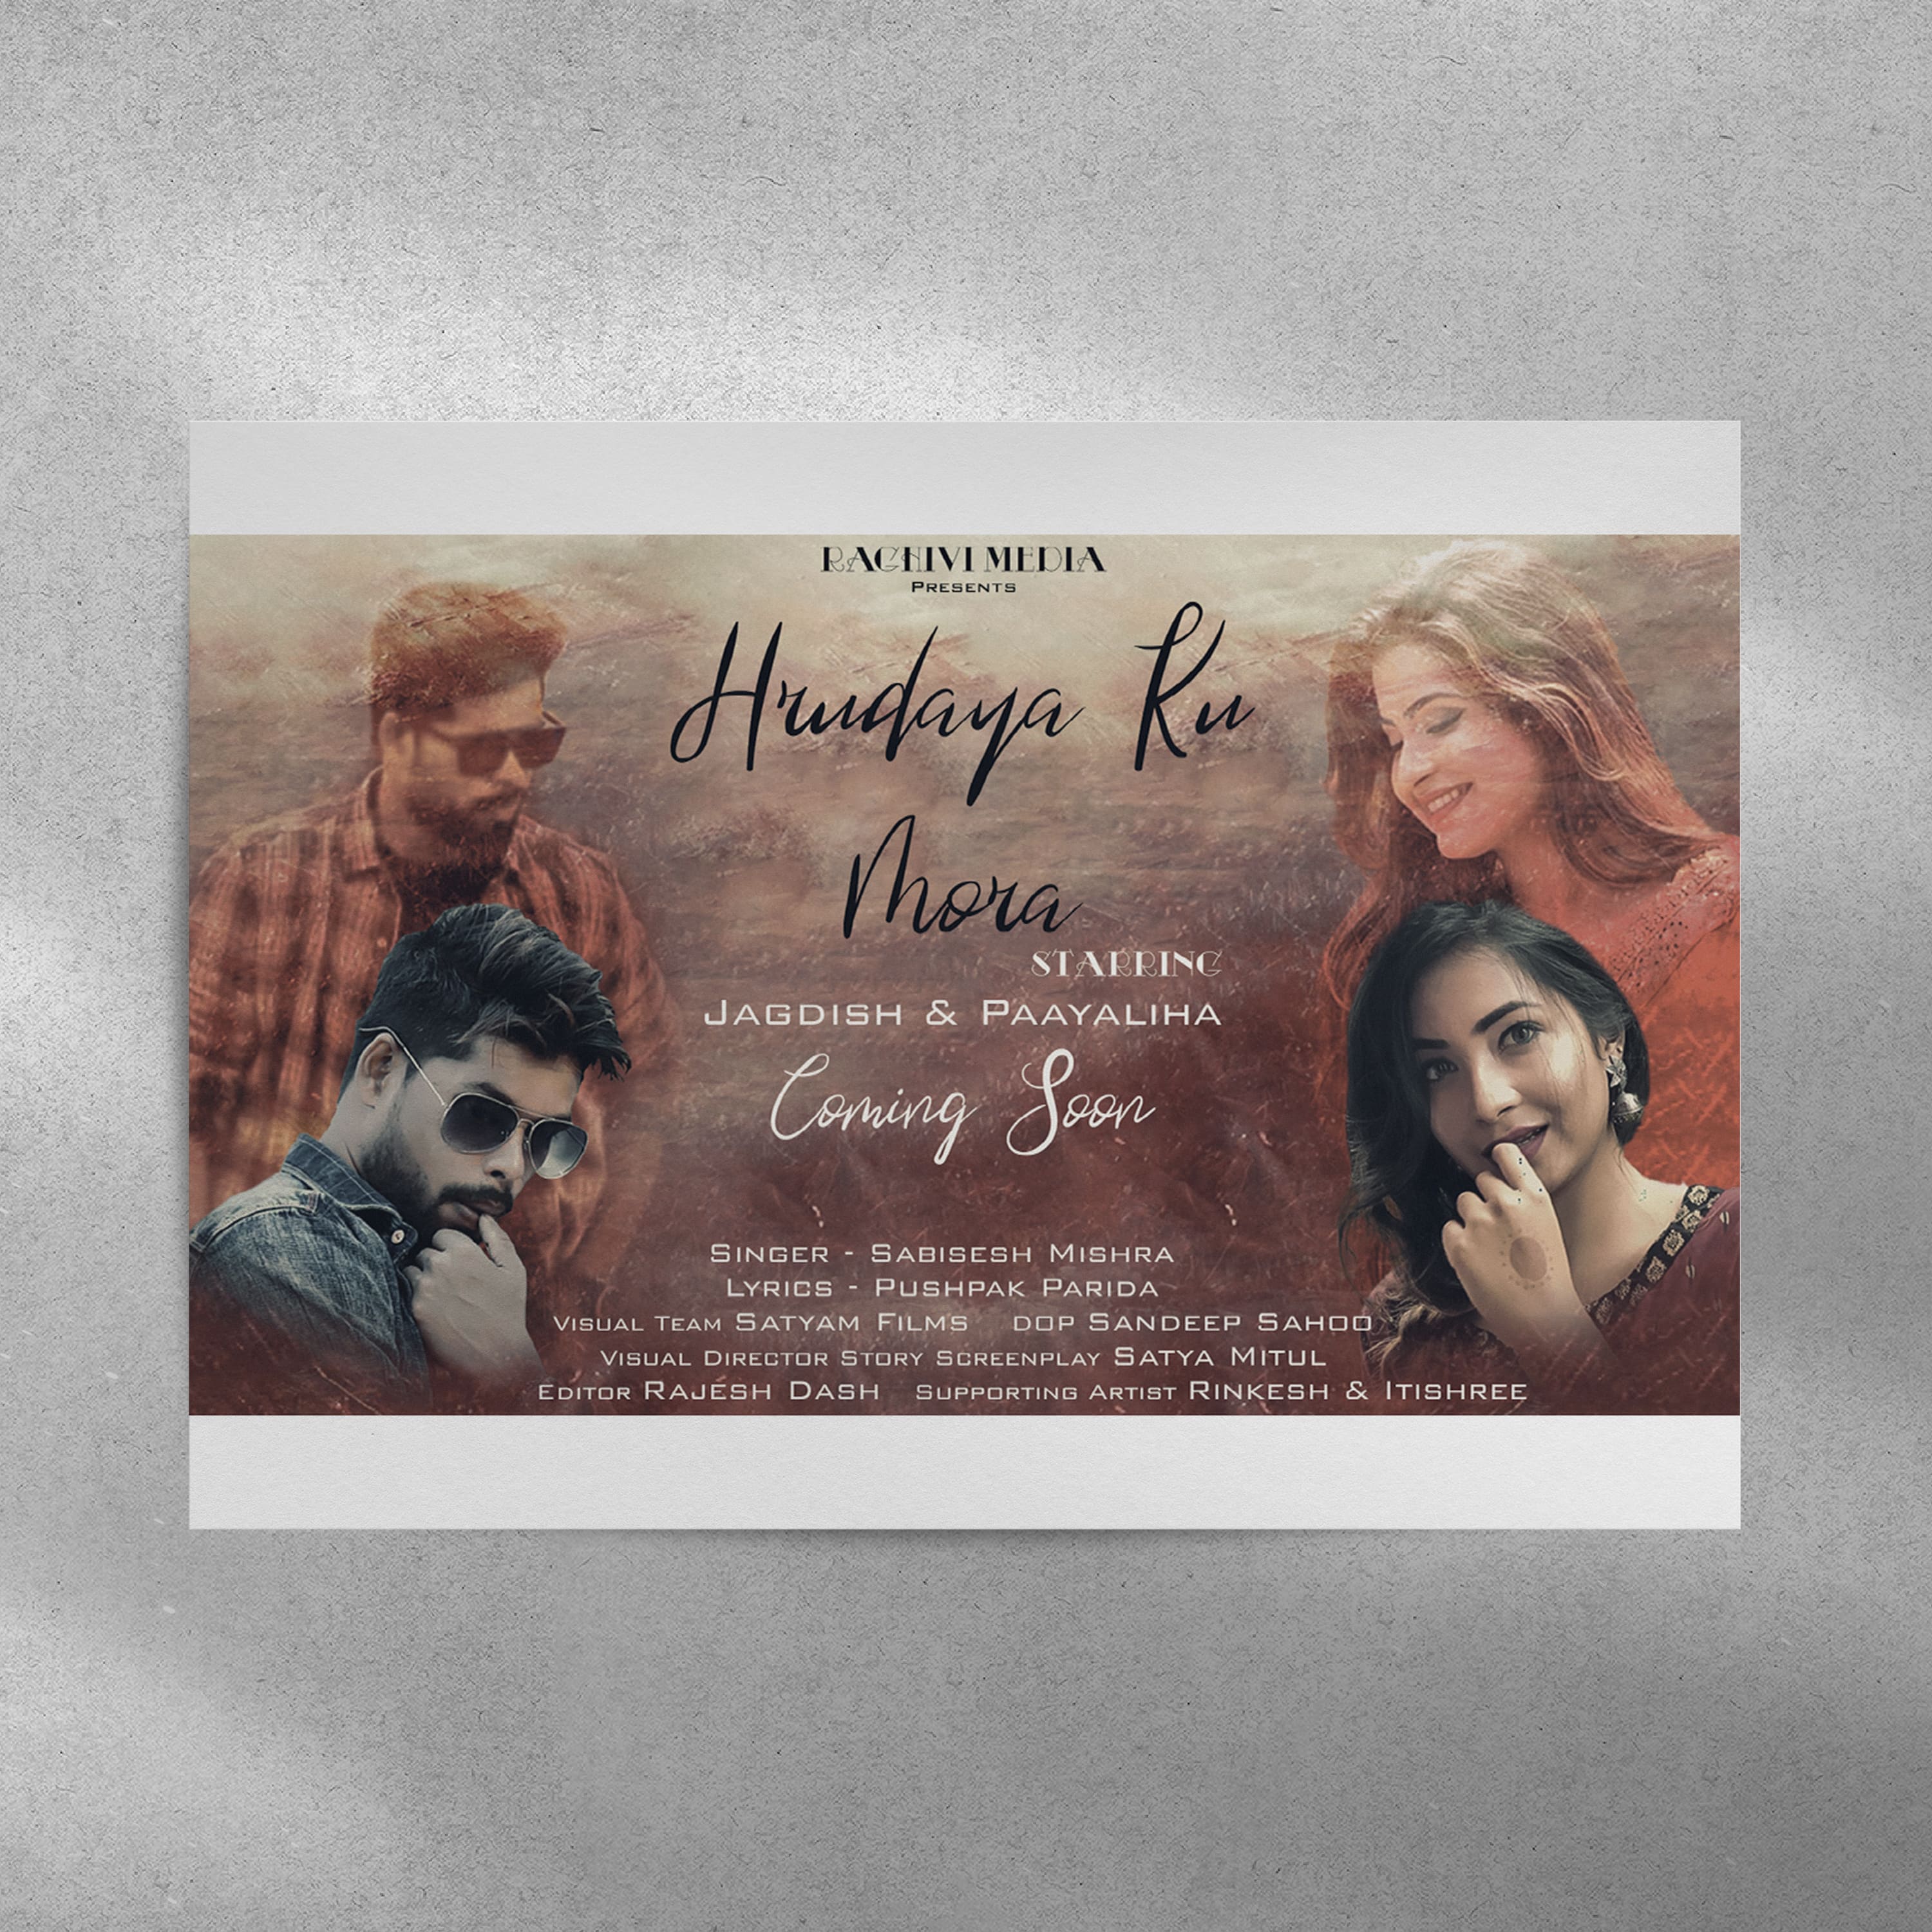 RAGHIVI MEDIA
PRESENTS
Hrudaya Ku
Mora
STARRING
JAGDISH & PAAYALIHA
Coming Soon
SINGER - SABISESH MISHRA
LYRICS - PUSHPAK PARIDA
VISUAL TEAM SATYAM FILMS DOP SANDEEP SAHOO
VISUAL DIRECTOR STORY SCREENPLAY SATYA MITUL
EDITOR RAJESH DASH SUPPORTING ARTIST RINKESH & ITISHREE